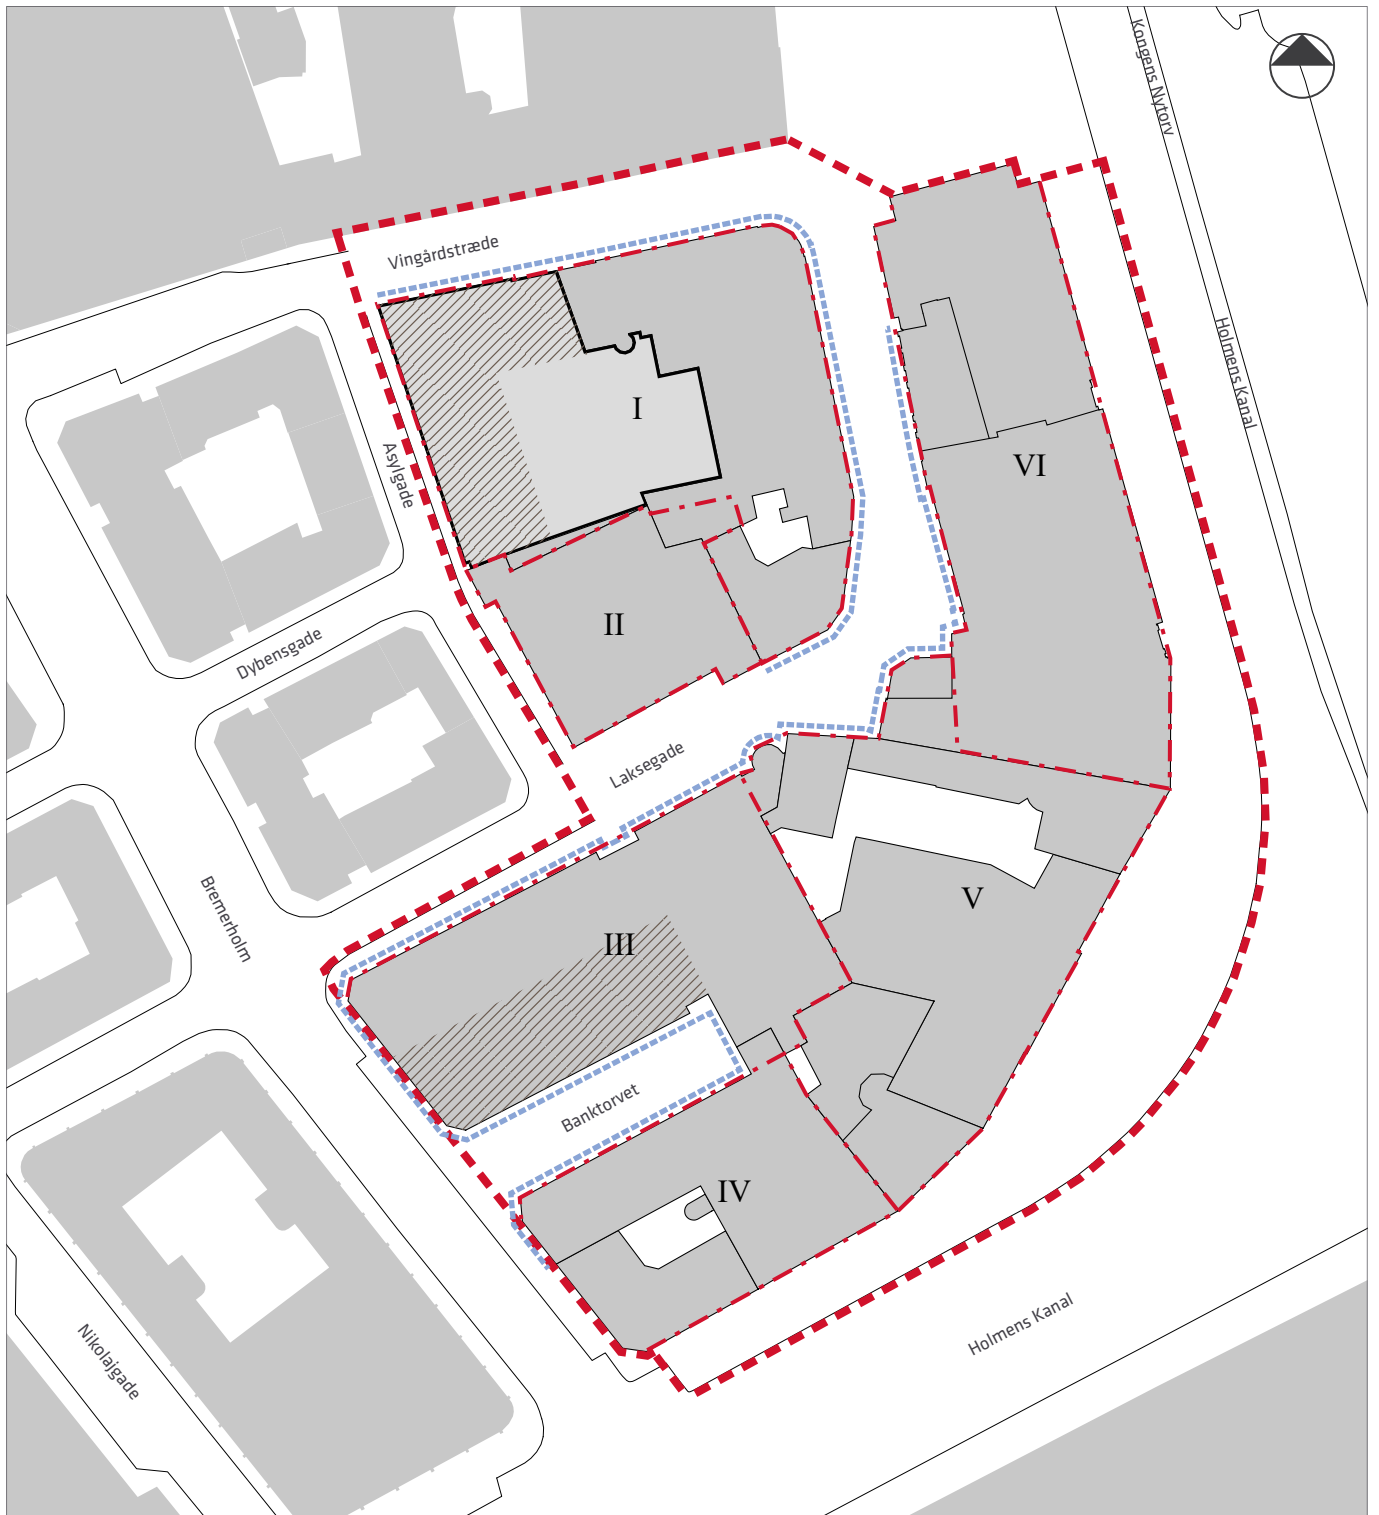 Kongens Nytorv
Vingårdstræde
Holmens Kanal
I
Asylgade
VI
II
Dybensgade
Laksegade
V
Bremerholm
III
Banktorvet
IV
Holmens Kanal
Nikolajgade